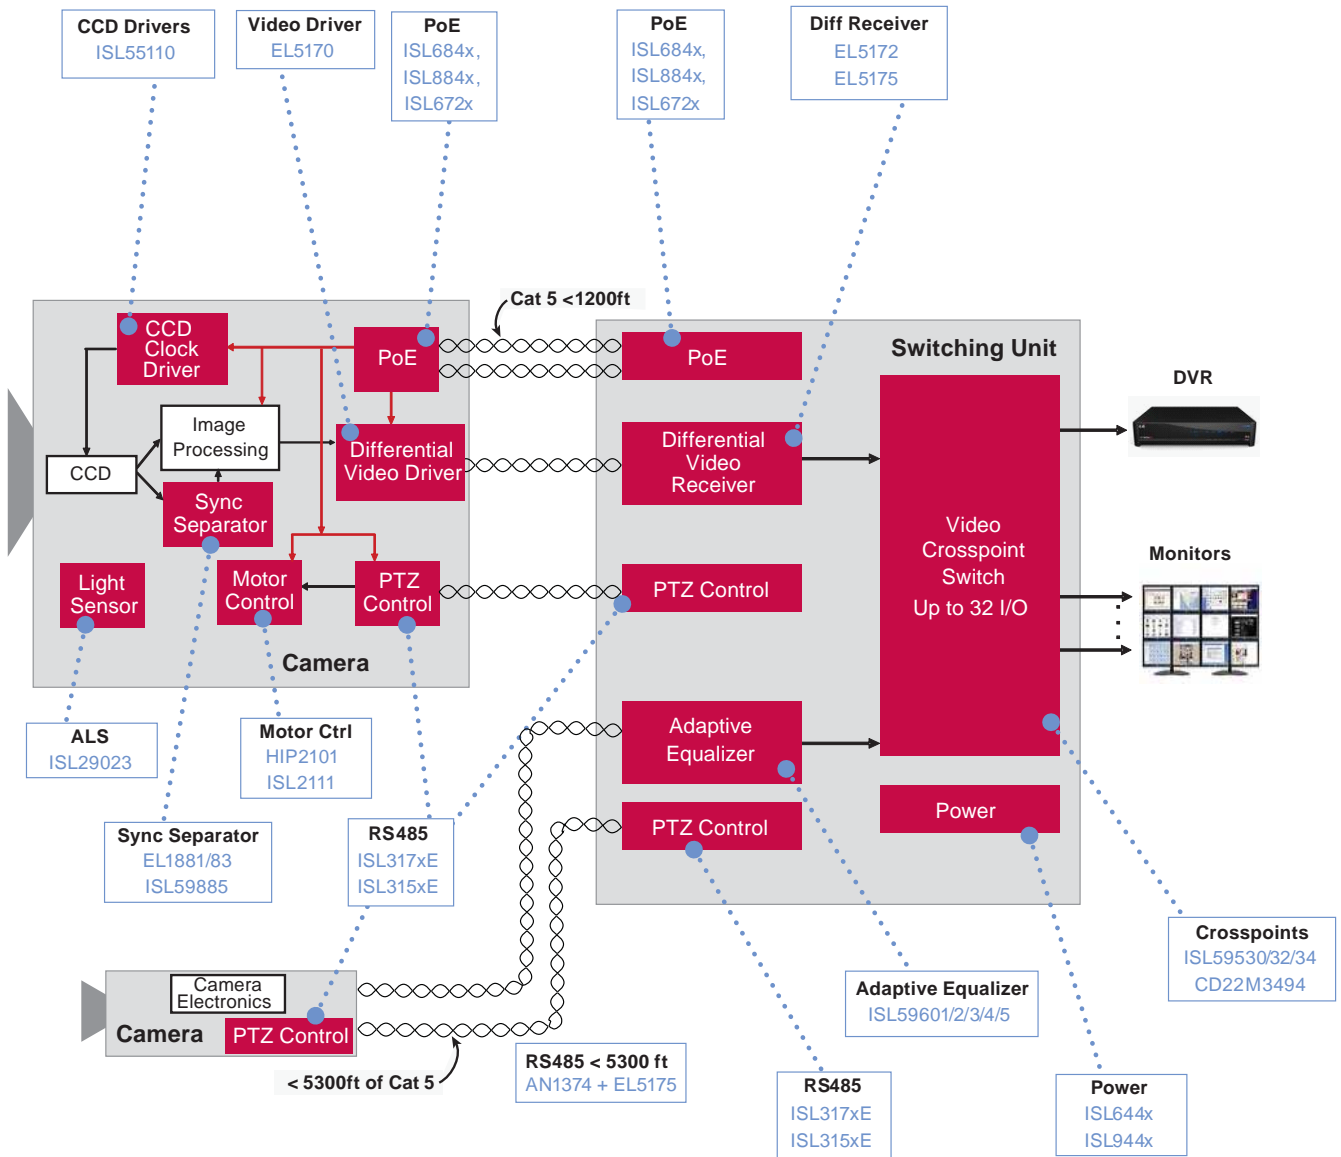 CCD Drivers
ISL55110
Video Driver
EL5170
PoE
ISL684x,
ISL884x,
ISL672x
PoE
ISL684x,
ISL884x,
ISL672x
Diff Receiver
EL5172
EL5175
Cat 5 <1200ft
CCD
Clock
Driver
PoE
Image
Processing
CCD
Differential
Video Driver
Sync
Separator
Light
Sensor
Motor
Control
PTZ
Control
Camera
Switching Unit
PoE
Differential
Video
Receiver
PTZ Control
Video
Crosspoint
Switch
Up to 32 I/O
Adaptive
Equalizer
PTZ Control
Power
DVR
Monitors
ALS
ISL29023
Motor Ctrl
HIP2101
ISL2111
Sync Separator
EL1881/83
ISL59885
RS485
ISL317xE
ISL315xE
Camera
Electronics
Camera
PTZ Control
< 5300ft of Cat 5
RS485 < 5300 ft
AN1374 + EL5175
Adaptive Equalizer
ISL59601/2/3/4/5
Crosspoints
ISL59530/32/34
CD22M3494
RS485
ISL317xE
ISL315xE
Power
ISL644x
ISL944x